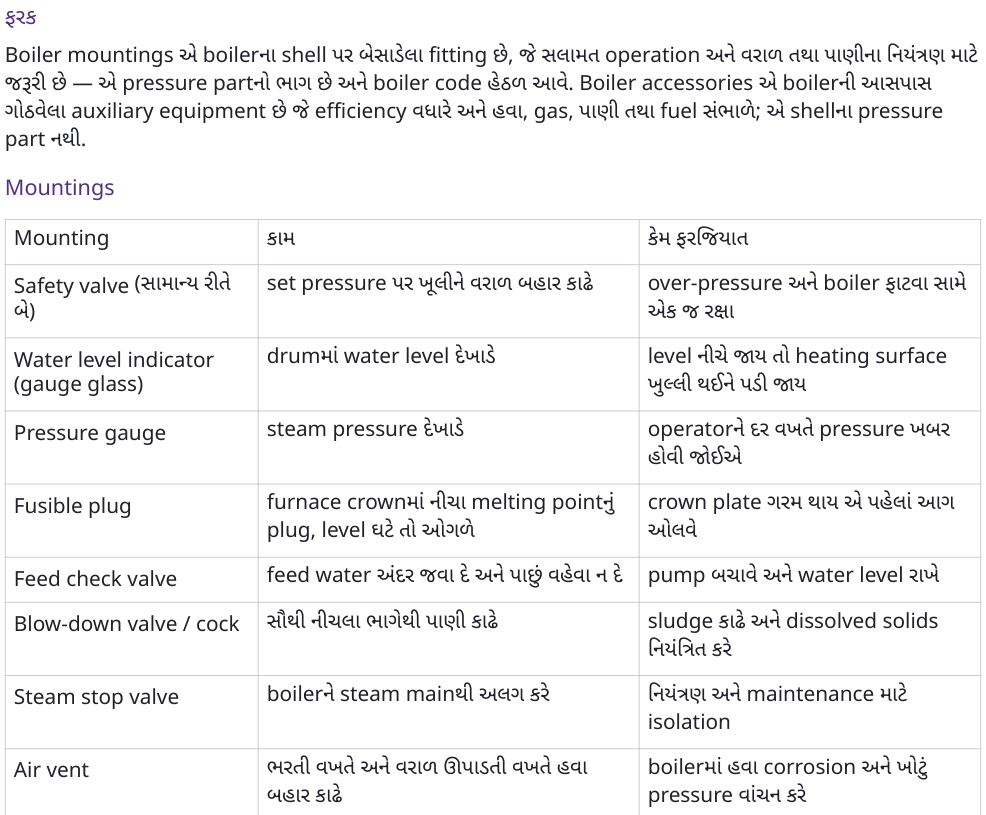 ફરક
Boiler mountings એ boilerના shell પર બેસાડેલા fitting છે, જે સલામત operation અને વરાળ તથા પાણીના નિયંત્રણ માટે
જરૂરી છે — એ pressure partનો ભાગ છે અને boiler code હેઠળ આવે. Boiler accessories એ boilerની આસપાસ
ગોઠવેલા auxiliary equipment છે જે efficiency વધારે અને હવા, gas, પાણી તથા fuel સંભાળે; એ shellના pressure
part નથી.
Mountings
Mounting કામ કેમ ફરજિયાત
Safety valve (સામાન્ય રીતે
બે)
set pressure પર ખૂલીને વરાળ બહાર કાઢે
over-pressure અને boiler ફાટવા સામે
એક જ રક્ષા
Water level indicator
(gauge glass)
drumમાં water level દેખાડે
level નીચે જાય તો heating surface
ખુલ્લી થઈને પડી જાય
Pressure gauge
steam pressure દેખાડે
operatorને દર વખતે pressure ખબર
હોવી જોઈએ
Fusible plug
furnace crownમાં નીચા melting pointનું
plug, level ઘટે તો ઓગળે
crown plate ગરમ થાય એ પહેલાં આગ
ઓલવે
Feed check valve
feed water અંદર જવા દે અને પાછું વહેવા ન દે
pump બચાવે અને water level રાખે
Blow-down valve / cock
સૌથી નીચલા ભાગેથી પાણી કાઢે
sludge કાઢે અને dissolved solids
નિયંત્રિત કરે
Steam stop valve
boilerને steam mainથી અલગ કરે
નિયંત્રણ અને maintenance માટે
isolation
Air vent
ભરતી વખતે અને વરાળ ઊપાડતી વખતે હવા
બહાર કાઢે
boilerમાં હવા corrosion અને ખોટું
pressure વાંચન કરે